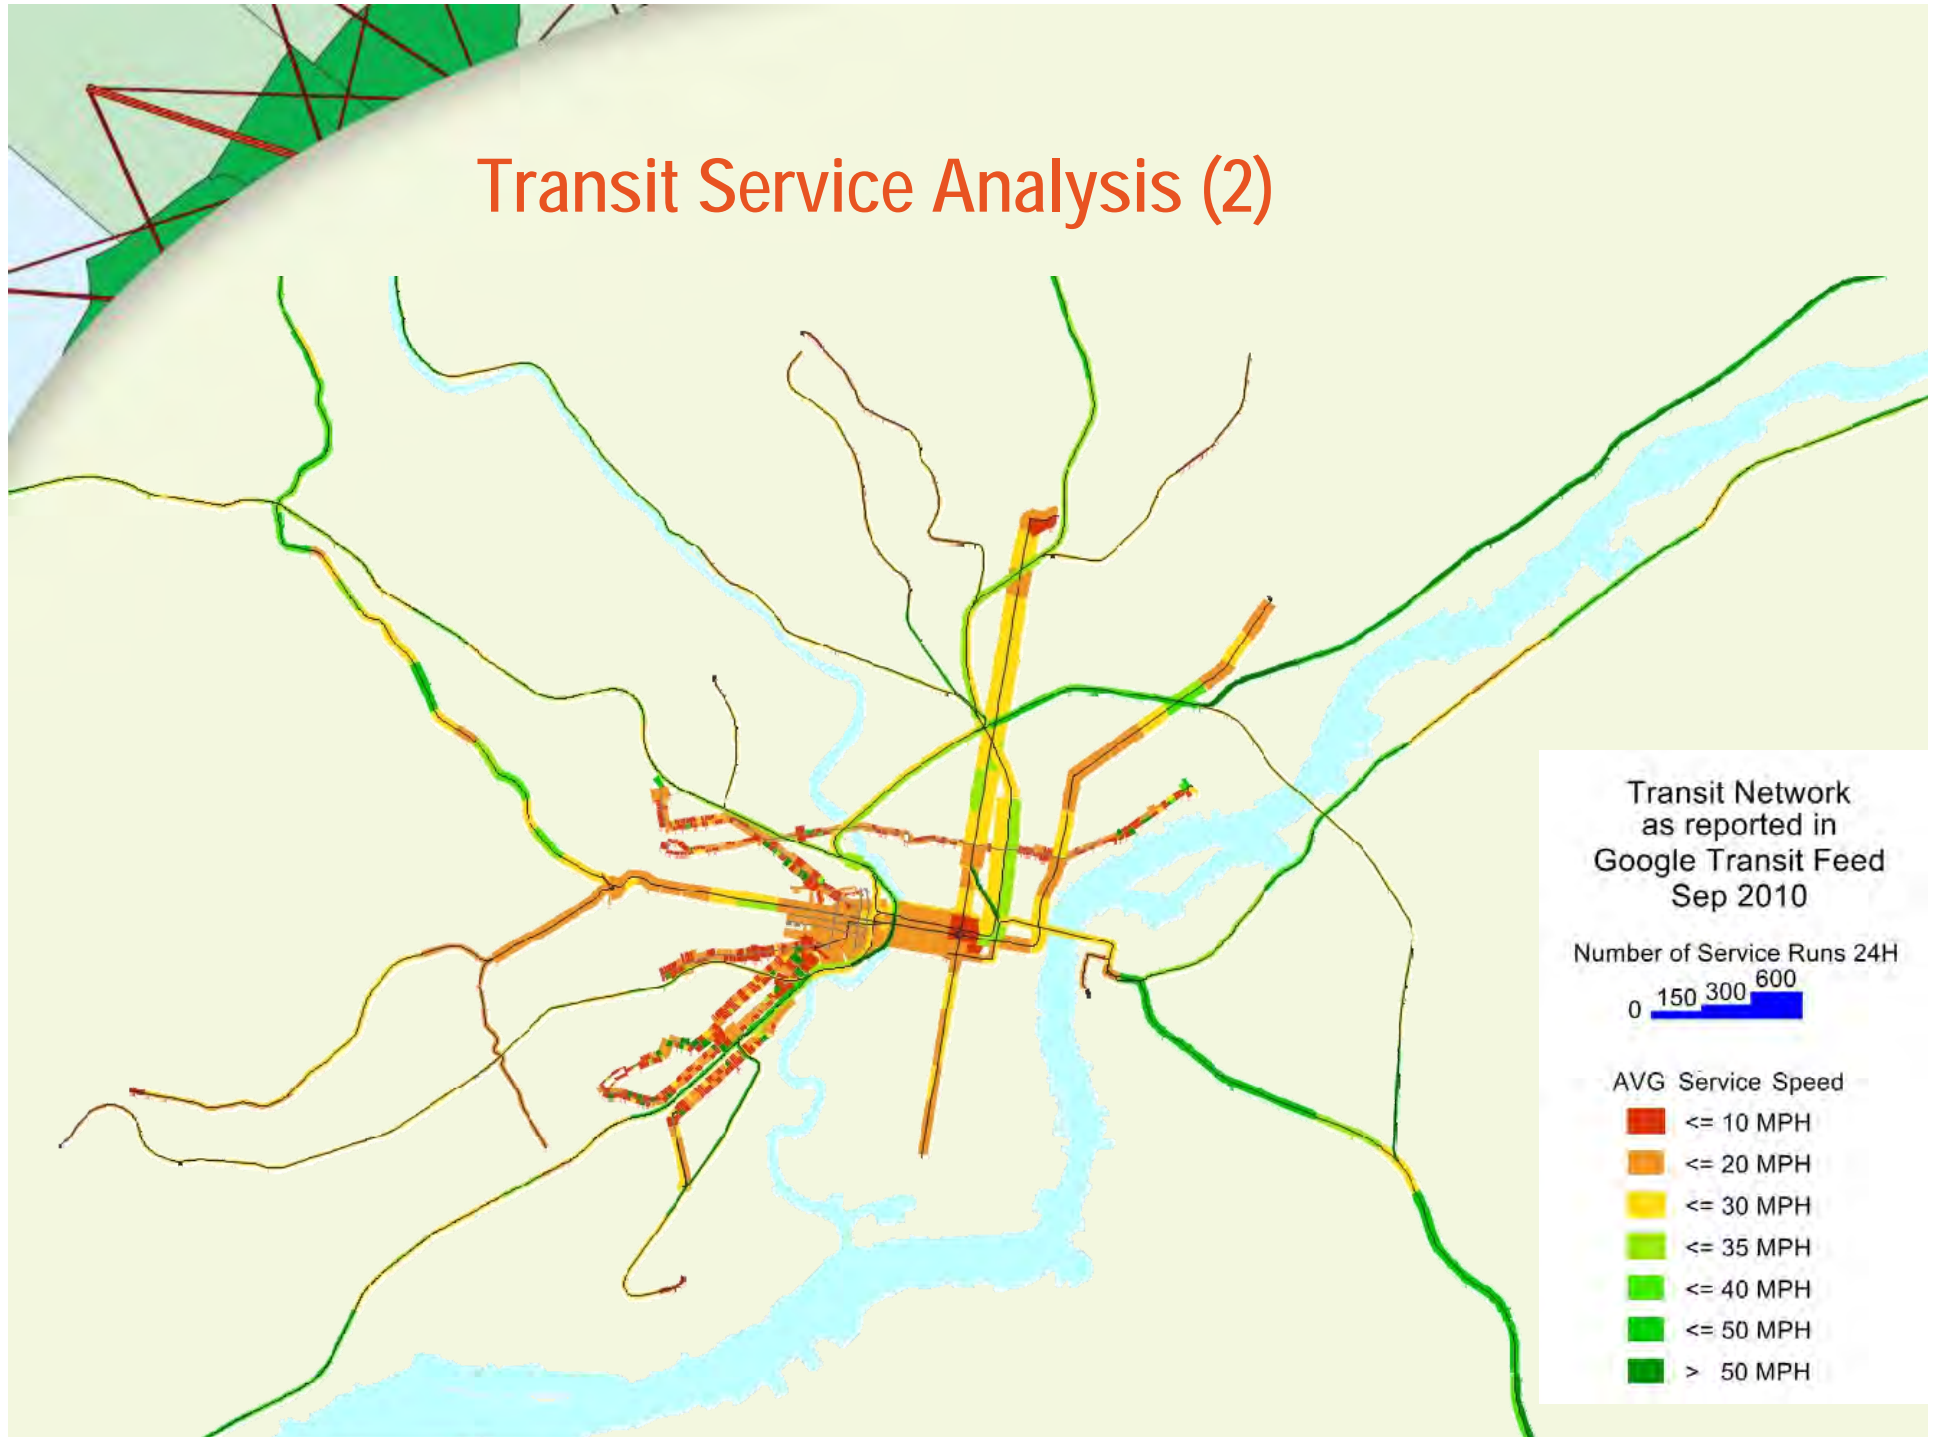 Transit Service Analysis (2)
Transit Network
as reported in
Google Transit Feed
Sep 2010
Number of Service Runs 24H
0 150 300 600
AVG Service Speed
<= 10 MPH
<= 20 MPH
<= 30 MPH
<= 35 MPH
<= 40 MPH
<= 50 MPH
> 50 MPH